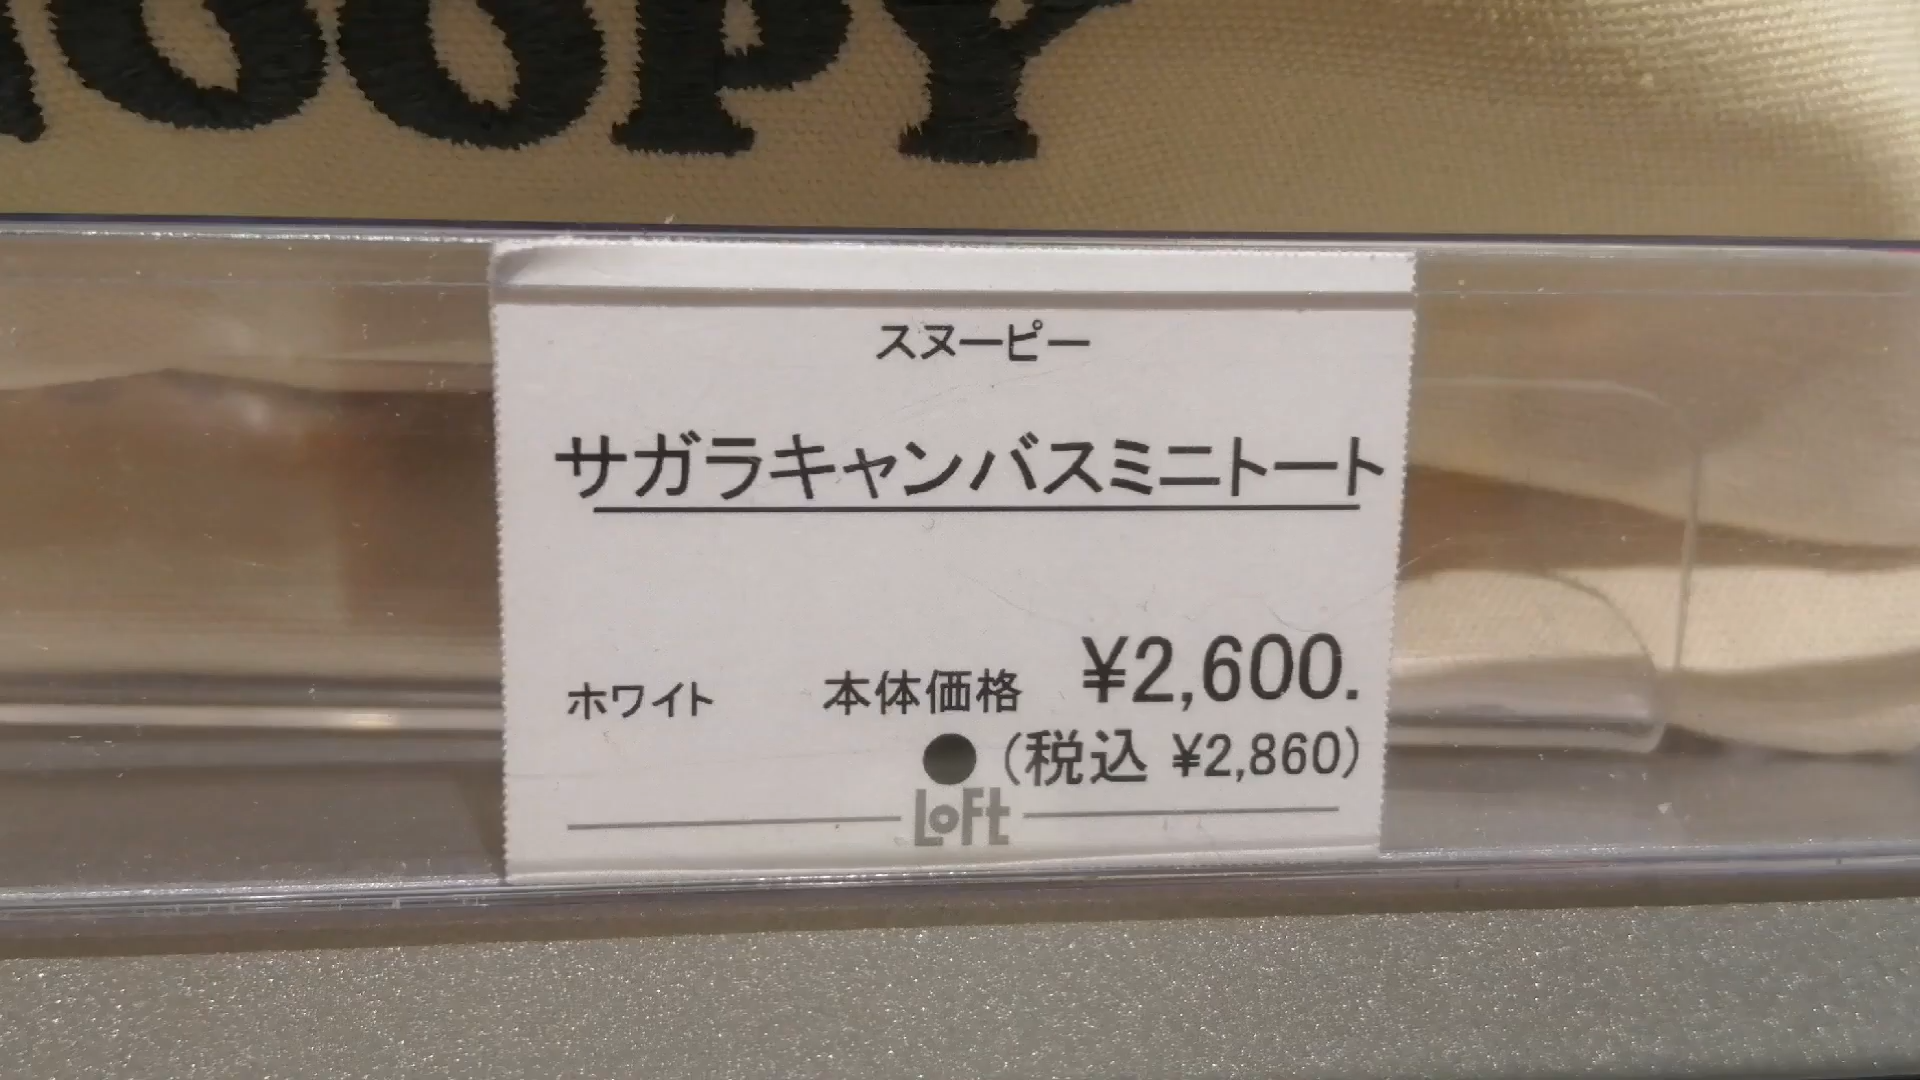 NOOPY
スヌーピー
サガラキャンバスミニトート
ホワイト 本体価格 ¥2,600.
(税込 ¥2,860)
LoFt